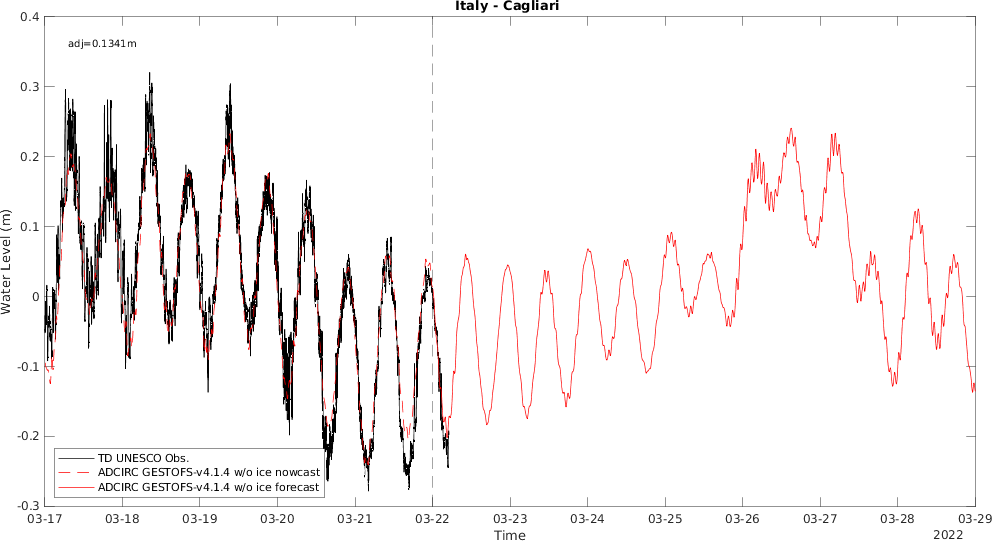 Italy - Cagliari
adj=0.1341m
Water Level (m)
0.4
0.3
0.2
0.1
0
-0.1
-0.2
-0.3
TD UNESCO Obs.
ADCIRC GESTOFS-v4.1.4 w/o ice nowcast
ADCIRC GESTOFS-v4.1.4 w/o ice forecast
03-17 03-18 03-19 03-20 03-21 03-22 03-23 03-24 03-25 03-26 03-27 03-28 03-29
Time
2022